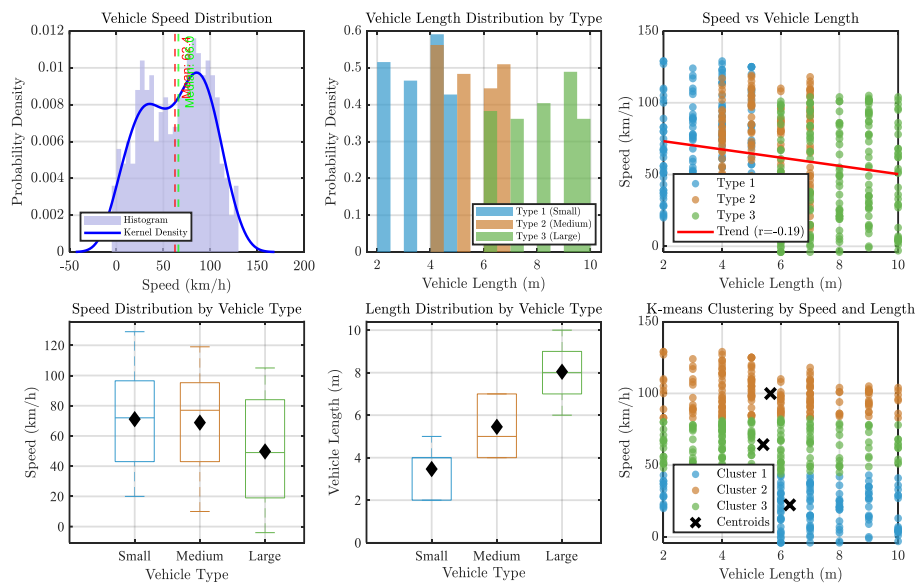 Vehicle Speed Distribution
0.012
0.01
0.008
0.006
0.004
0.002
0
-50
0
50
100
150
200
Probability Density
Speed (km/h)
Mean: 62.4
Histogram
Kernel Density
Vehicle Length Distribution by Type
0.6
0.5
0.4
0.3
0.2
0.1
0
2
4
6
8
10
Probability Density
Vehicle Length (m)
Type 1 (Small)
Type 2 (Medium)
Type 3 (Large)
Speed vs Vehicle Length
150
100
50
0
2
4
6
8
10
Speed (km/h)
Vehicle Length (m)
Type 1
Type 2
Type 3
Trend (r=-0.19)
Speed Distribution by Vehicle Type
120
100
80
60
40
20
0
Small
Medium
Large
Speed (km/h)
Vehicle Type
Length Distribution by Vehicle Type
10
8
6
4
2
0
Small
Medium
Large
Vehicle Length (m)
Vehicle Type
K-means Clustering by Speed and Length
150
100
50
0
2
4
6
8
10
Speed (km/h)
Vehicle Length (m)
Cluster 1
Cluster 2
Cluster 3
Centroids